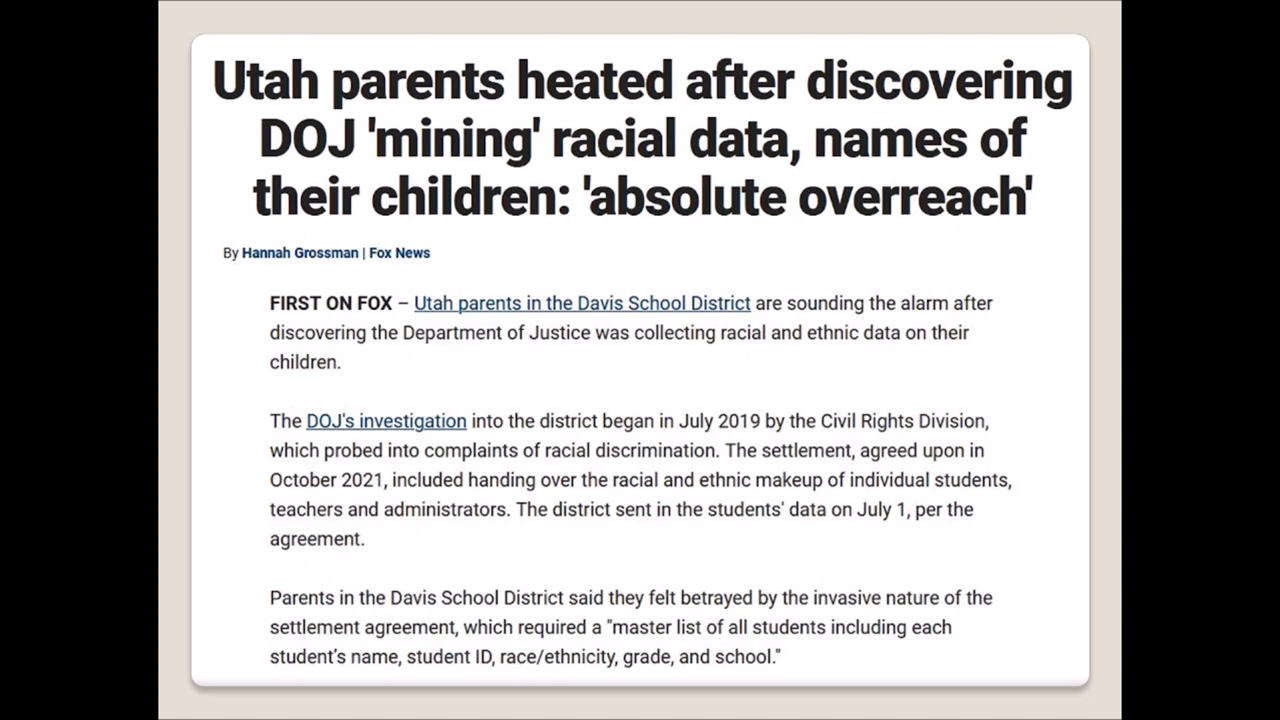 Utah parents heated after discovering
DOJ 'mining' racial data, names of
their children: 'absolute overreach'
By Hannah Grossman | Fox News
FIRST ON FOX – Utah parents in the Davis School District are sounding the alarm after
discovering the Department of Justice was collecting racial and ethnic data on their
children.
The DOJ's investigation into the district began in July 2019 by the Civil Rights Division,
which probed into complaints of racial discrimination. The settlement, agreed upon in
October 2021, included handing over the racial and ethnic makeup of individual students,
teachers and administrators. The district sent in the students' data on July 1, per the
agreement.
Parents in the Davis School District said they felt betrayed by the invasive nature of the
settlement agreement, which required a "master list of all students including each
student’s name, student ID, race/ethnicity, grade, and school."